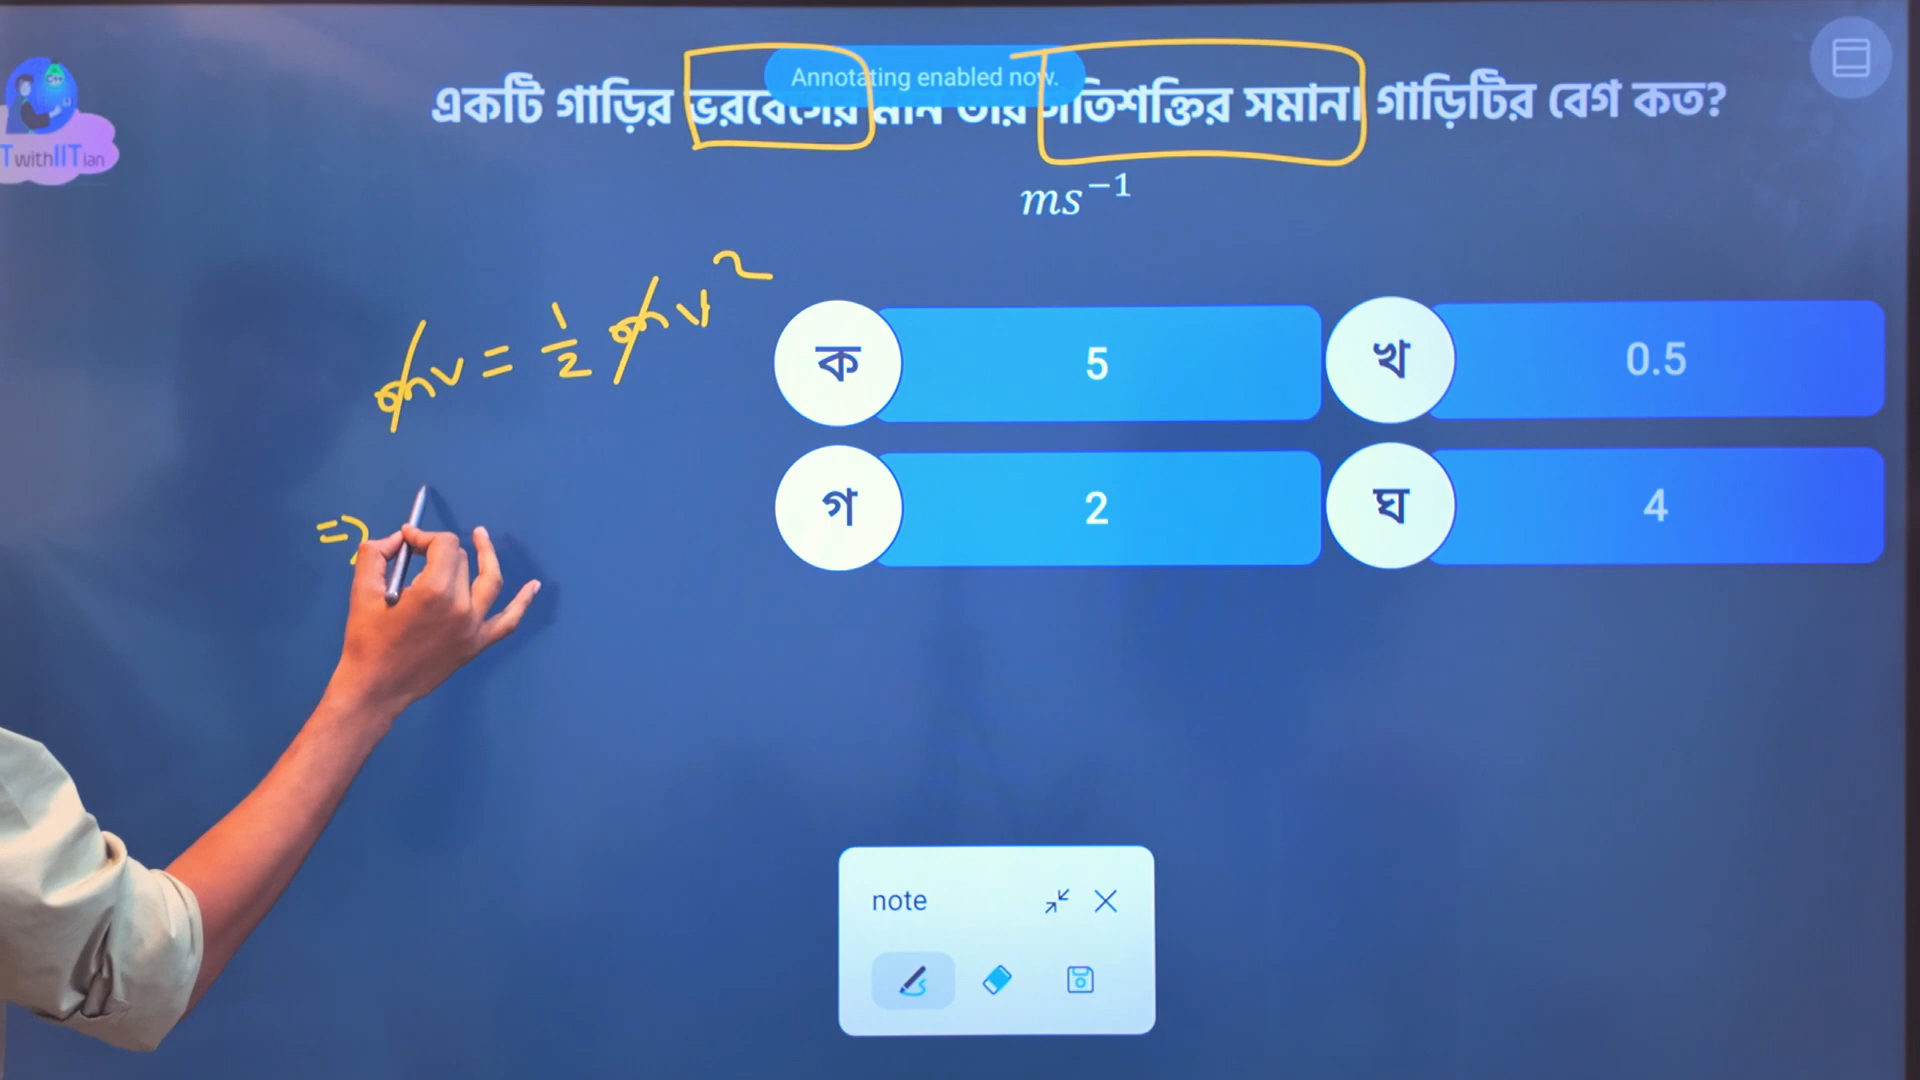 Annotating enabled now.
একটি গাড়ির ভরবেগের মান তার গতিশক্তির সমান। গাড়িটির বেগ কত?
ms⁻¹
TwithIITian
mv = 1/2 mv²
=>
ক 5
খ 0.5
গ 2
ঘ 4
note